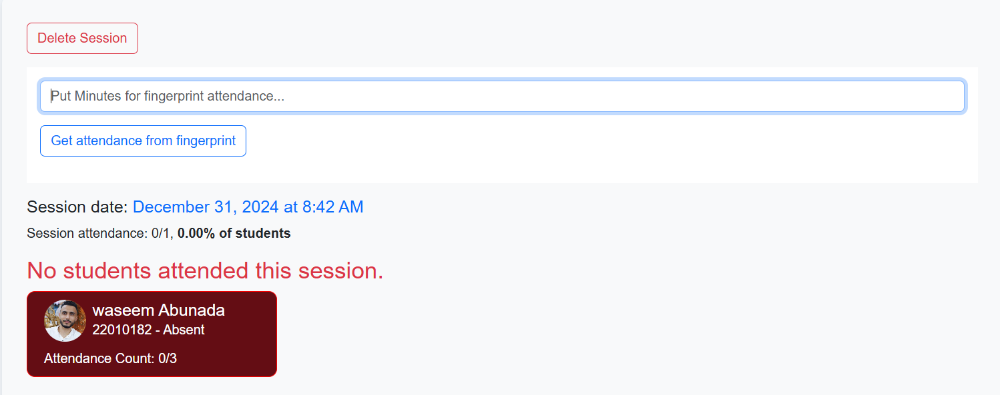 Delete Session
Put Minutes for fingerprint attendance...
Get attendance from fingerprint
Session date: December 31, 2024 at 8:42 AM
Session attendance: 0/1, 0.00% of students
No students attended this session.
waseem Abunada
22010182 - Absent
Attendance Count: 0/3